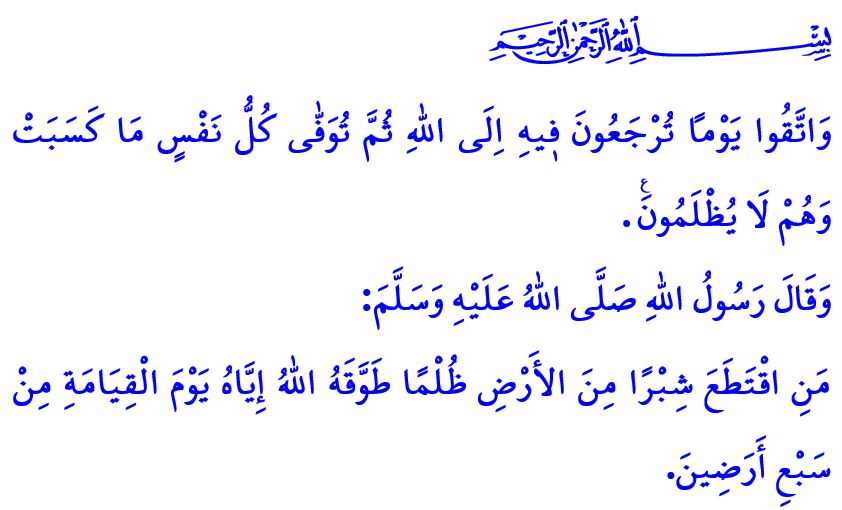 بِسْمِ اللّٰهِ الرَّحْمٰنِ الرَّحِيمِ
وَاتَّقُوا يَوْمًا تُرْجَعُونَ ف۪يهِ اِلَى اللّٰهِ ثُمَّ تُوَفّٰى كُلُّ نَفْسٍ مَا كَسَبَتْ
وَهُمْ لَا يُظْلَمُونَ۟ .
وَقَالَ رَسُولُ اللّٰهِ صَلَّى اللّٰهُ عَلَيْهِ وَسَلَّمَ:
مَنِ اقْتَطَعَ شِبْرًا مِنَ الْأَرْضِ ظُلْمًا طَوَّقَهُ اللّٰهُ إِيَّاهُ يَوْمَ الْقِيَامَةِ مِنْ
سَبْعِ أَرَضِينَ.